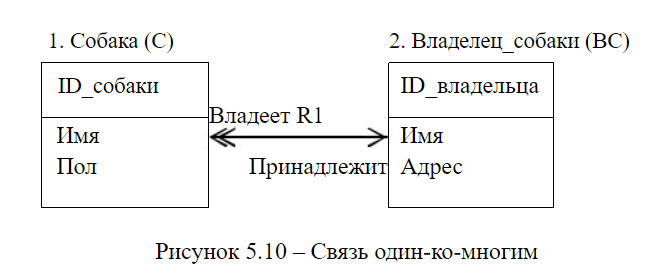 1. Собака (С)
2. Владелец_собаки (ВС)
ID_собаки
ID_владельца
Владеет R1
Имя
Имя
Пол
Принадлежит
Адрес
Рисунок 5.10 – Связь один-ко-многим